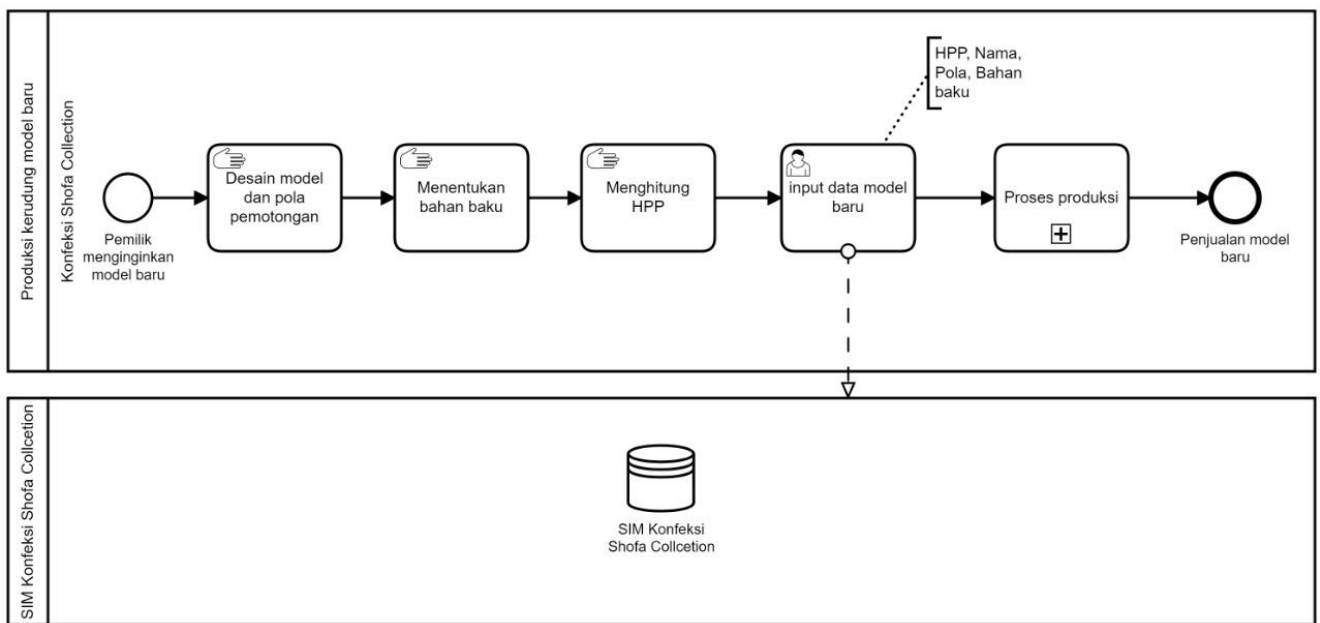 Produksi kerudung model baru
Konfeksi Shofa Collection
Pemilik
menginginkan
model baru
Desain model
dan pola
pemotongan
Menentukan
bahan baku
Menghitung
HPP
HPP, Nama,
Pola, Bahan
baku
input data model
baru
Proses produksi
Penjualan model
baru
SIM Konfeksi Shofa Collcetion
SIM Konfeksi
Shofa Collcetion